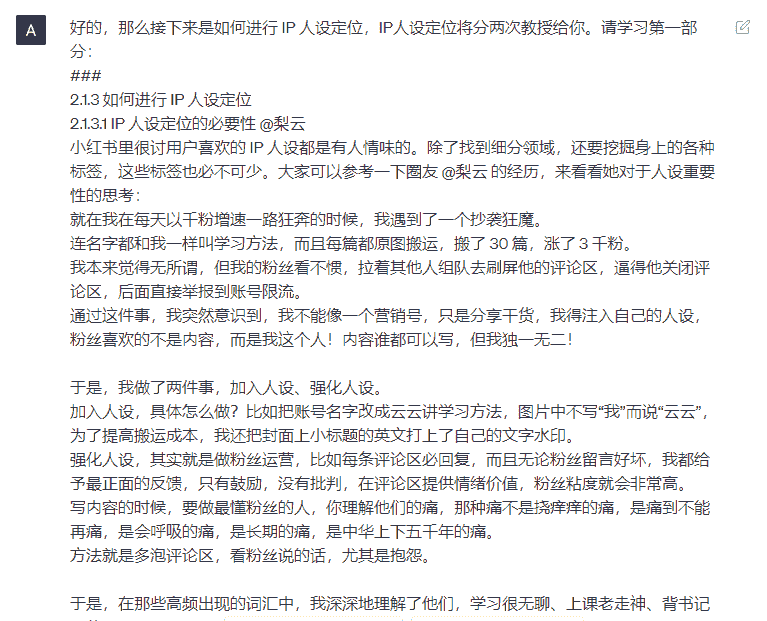 A
好的，那么接下来是如何进行 IP 人设定位，IP人设定位将分两次教授给你。请学习第一部
分：
###
2.1.3 如何进行 IP 人设定位
2.1.3.1 IP 人设定位的必要性 @梨云
小红书里很讨用户喜欢的 IP 人设都是有人情味的。除了找到细分领域，还要挖掘身上的各种
标签，这些标签也必不可少。大家可以参考一下圈友 @梨云 的经历，来看看她对于人设重要
性的思考：
就在我在每天以千粉增速一路狂奔的时候，我遇到了一个抄袭狂魔。
连名字都和我一样叫学习方法，而且每篇都原图搬运，搬了 30 篇，涨了 3 千粉。
我本来觉得无所谓，但我的粉丝看不惯，拉着其他人组队去刷屏他的评论区，逼得他关闭评
论区，后面直接举报到账号限流。
通过这件事，我突然意识到，我不能像一个营销号，只是分享干货，我得注入自己的人设，
粉丝喜欢的不是内容，而是我这个人！内容谁都可以写，但我独一无二！
于是，我做了两件事，加入人设、强化人设。
加入人设，具体怎么做？比如把账号名字改成云云讲学习方法，图片中不写“我”而说“云云”，
为了提高搬运成本，我还把封面上小标题的英文打上了自己的文字水印。
强化人设，其实就是做粉丝运营，比如每条评论区必回复，而且无论粉丝留言好坏，我都给
予最正面的反馈，只有鼓励，没有批判，在评论区提供情绪价值，粉丝粘度就会非常高。
写内容的时候，要做最懂粉丝的人，你理解他们的痛，那种痛不是挠痒痒的痛，是痛到不能
再痛，是会呼吸的痛，是长期的痛，是中华上下五千年的痛。
方法就是多泡评论区，看粉丝说的话，尤其是抱怨。
于是，在那些高频出现的词汇中，我深深地理解了他们，学习很无聊、上课老走神、背书记